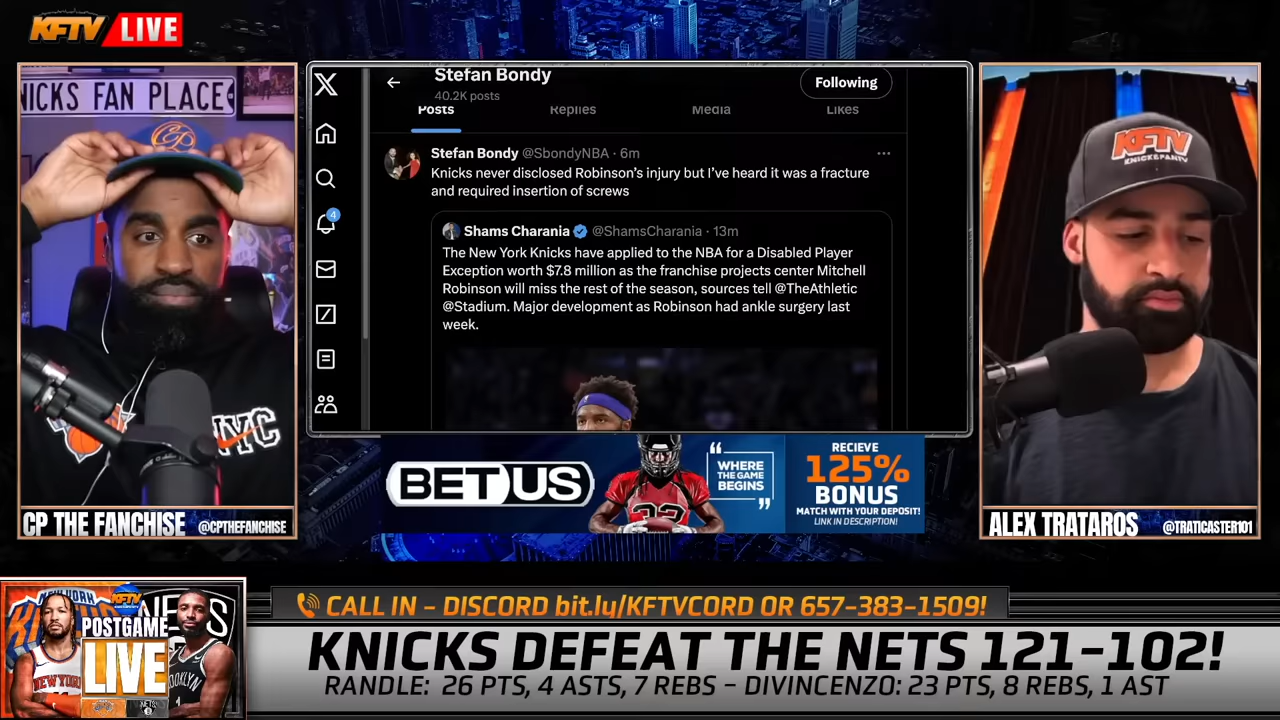 KFTV LIVE
NICKS FAN PLACE
X
Stefan Bondy
40.2K posts
Following
Posts
Replies
Media
Likes
4
Stefan Bondy @SbondyNBA · 6m
Knicks never disclosed Robinson's injury but I've heard it was a fracture
and required insertion of screws
Shams Charania @ShamsCharania · 13m
The New York Knicks have applied to the NBA for a Disabled Player
Exception worth $7.8 million as the franchise projects center Mitchell
Robinson will miss the rest of the season, sources tell @TheAthletic
@Stadium. Major development as Robinson had ankle surgery last
week.
NYC
KFTV
BETUS
"WHERE
THE GAME
BEGINS"
RECIEVE
125%
BONUS
MATCH WITH YOUR DEPOSIT!
LINK IN DESCRIPTION!
CP THE FANCHISE @CPTHEFANCHISE
ALEX TRATAROS @TRATICASTER101
NEW YORK
KFTV
NETS
POSTGAME
LIVE
CALL IN – DISCORD bit.ly/KFTVCORD OR 657-383-1509!
KNICKS DEFEAT THE NETS 121-102!
RANDLE: 26 PTS, 4 ASTS, 7 REBS – DIVINCENZO: 23 PTS, 8 REBS, 1 AST